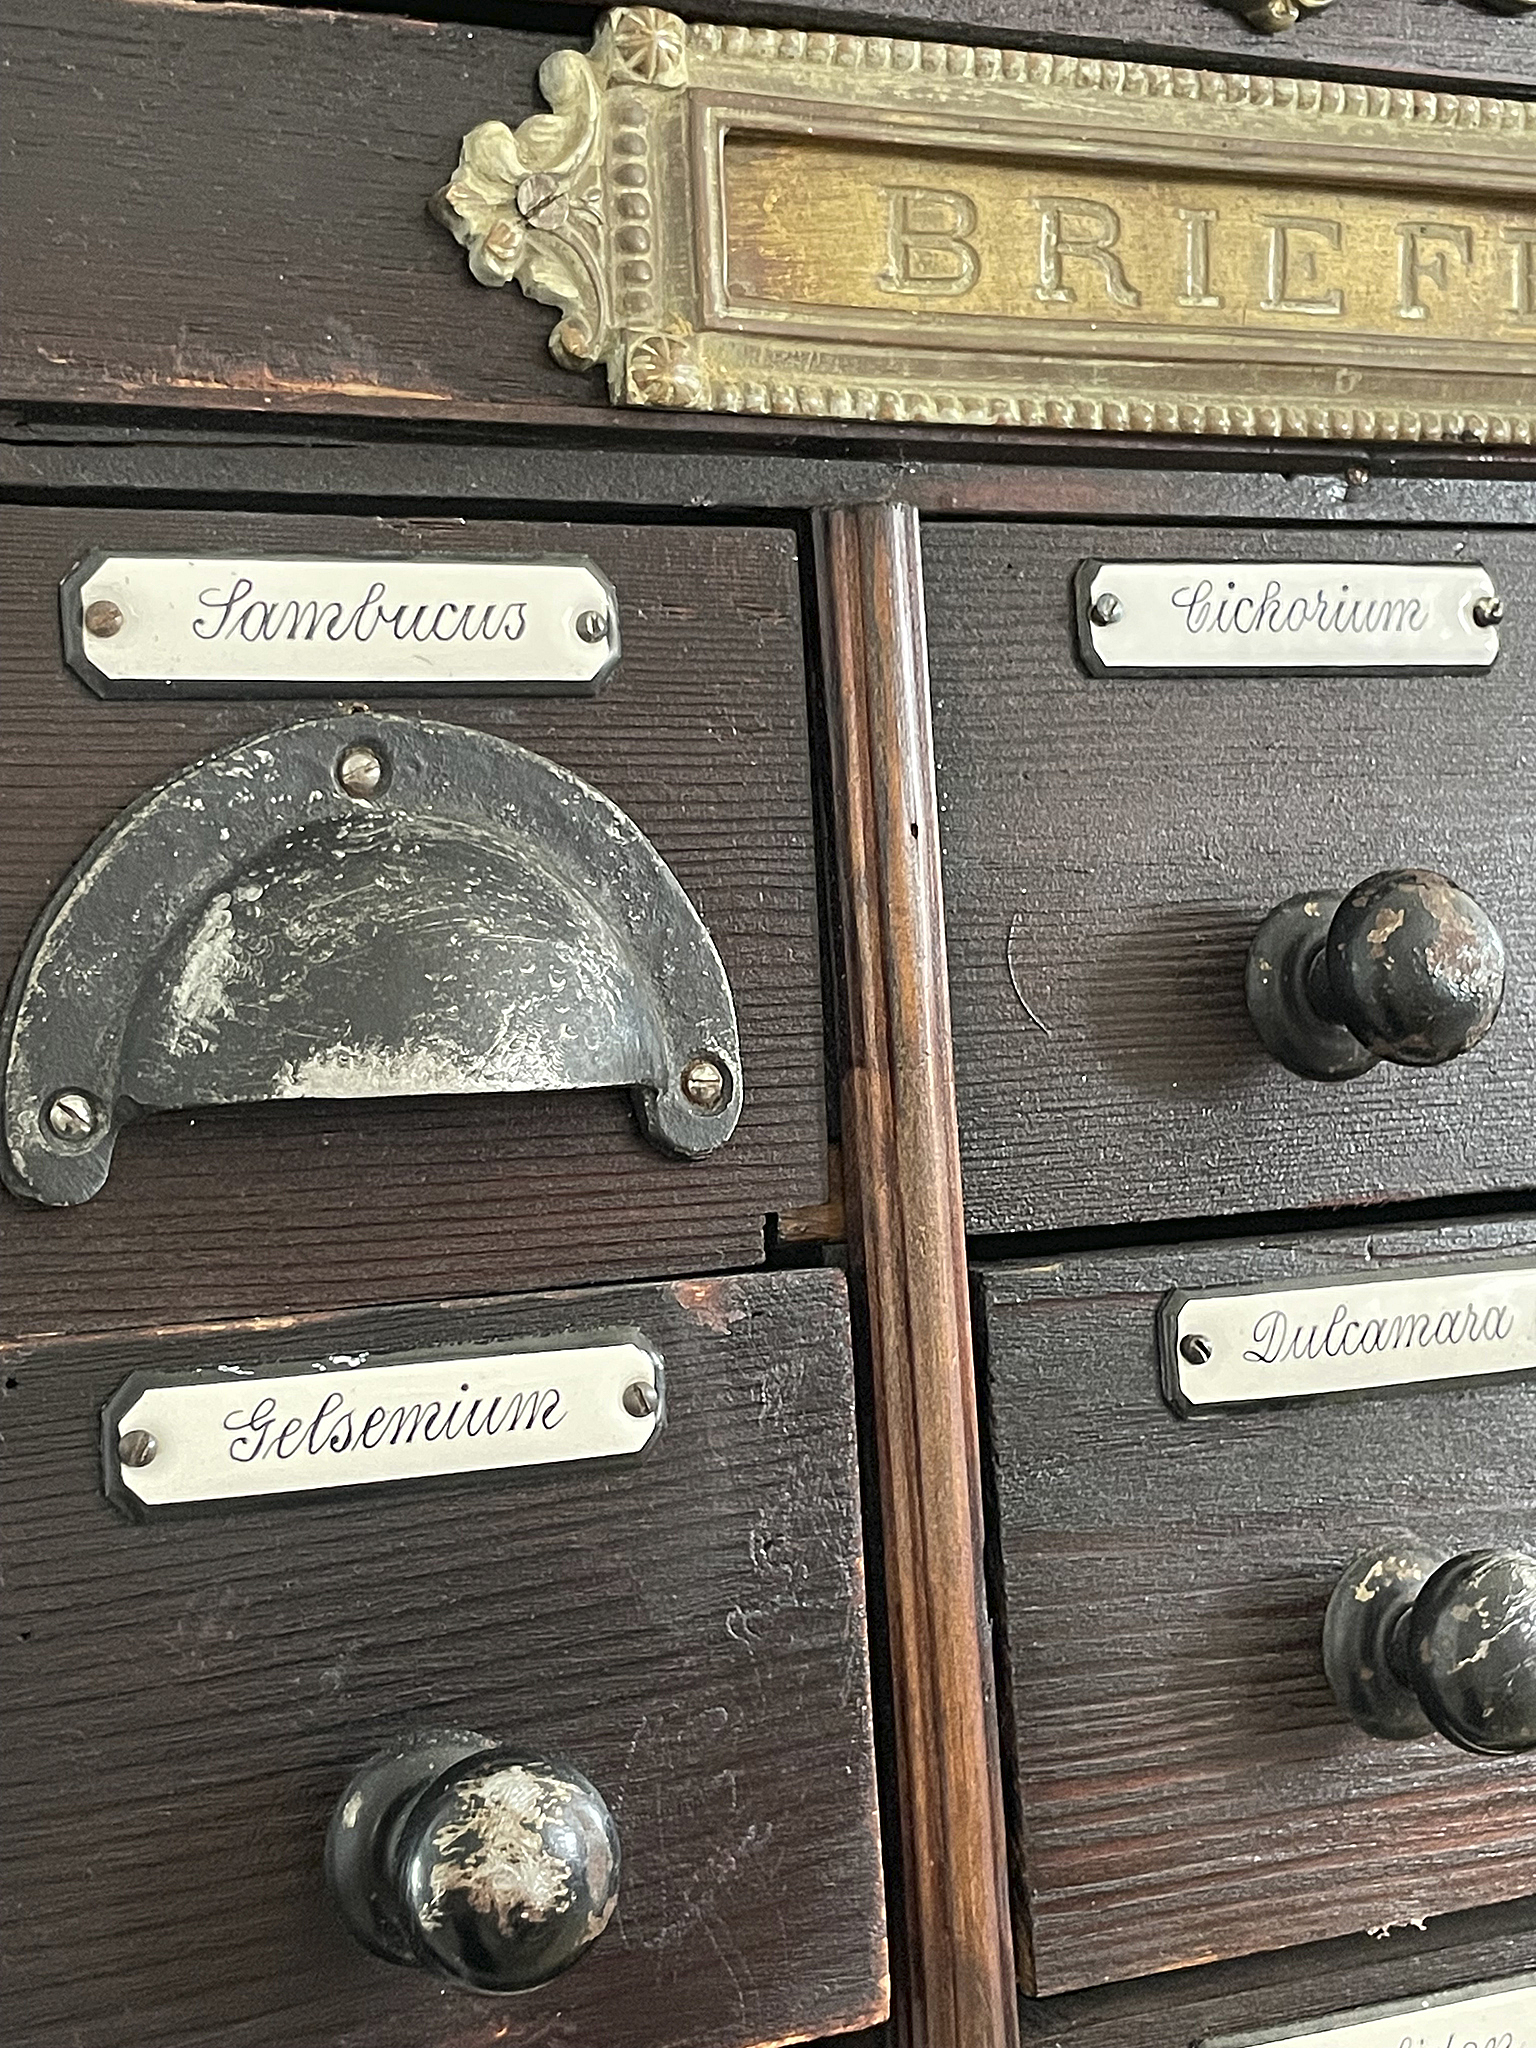 BRIEF
Sambucus
Cichorium
Gelsemium
Dulcamara